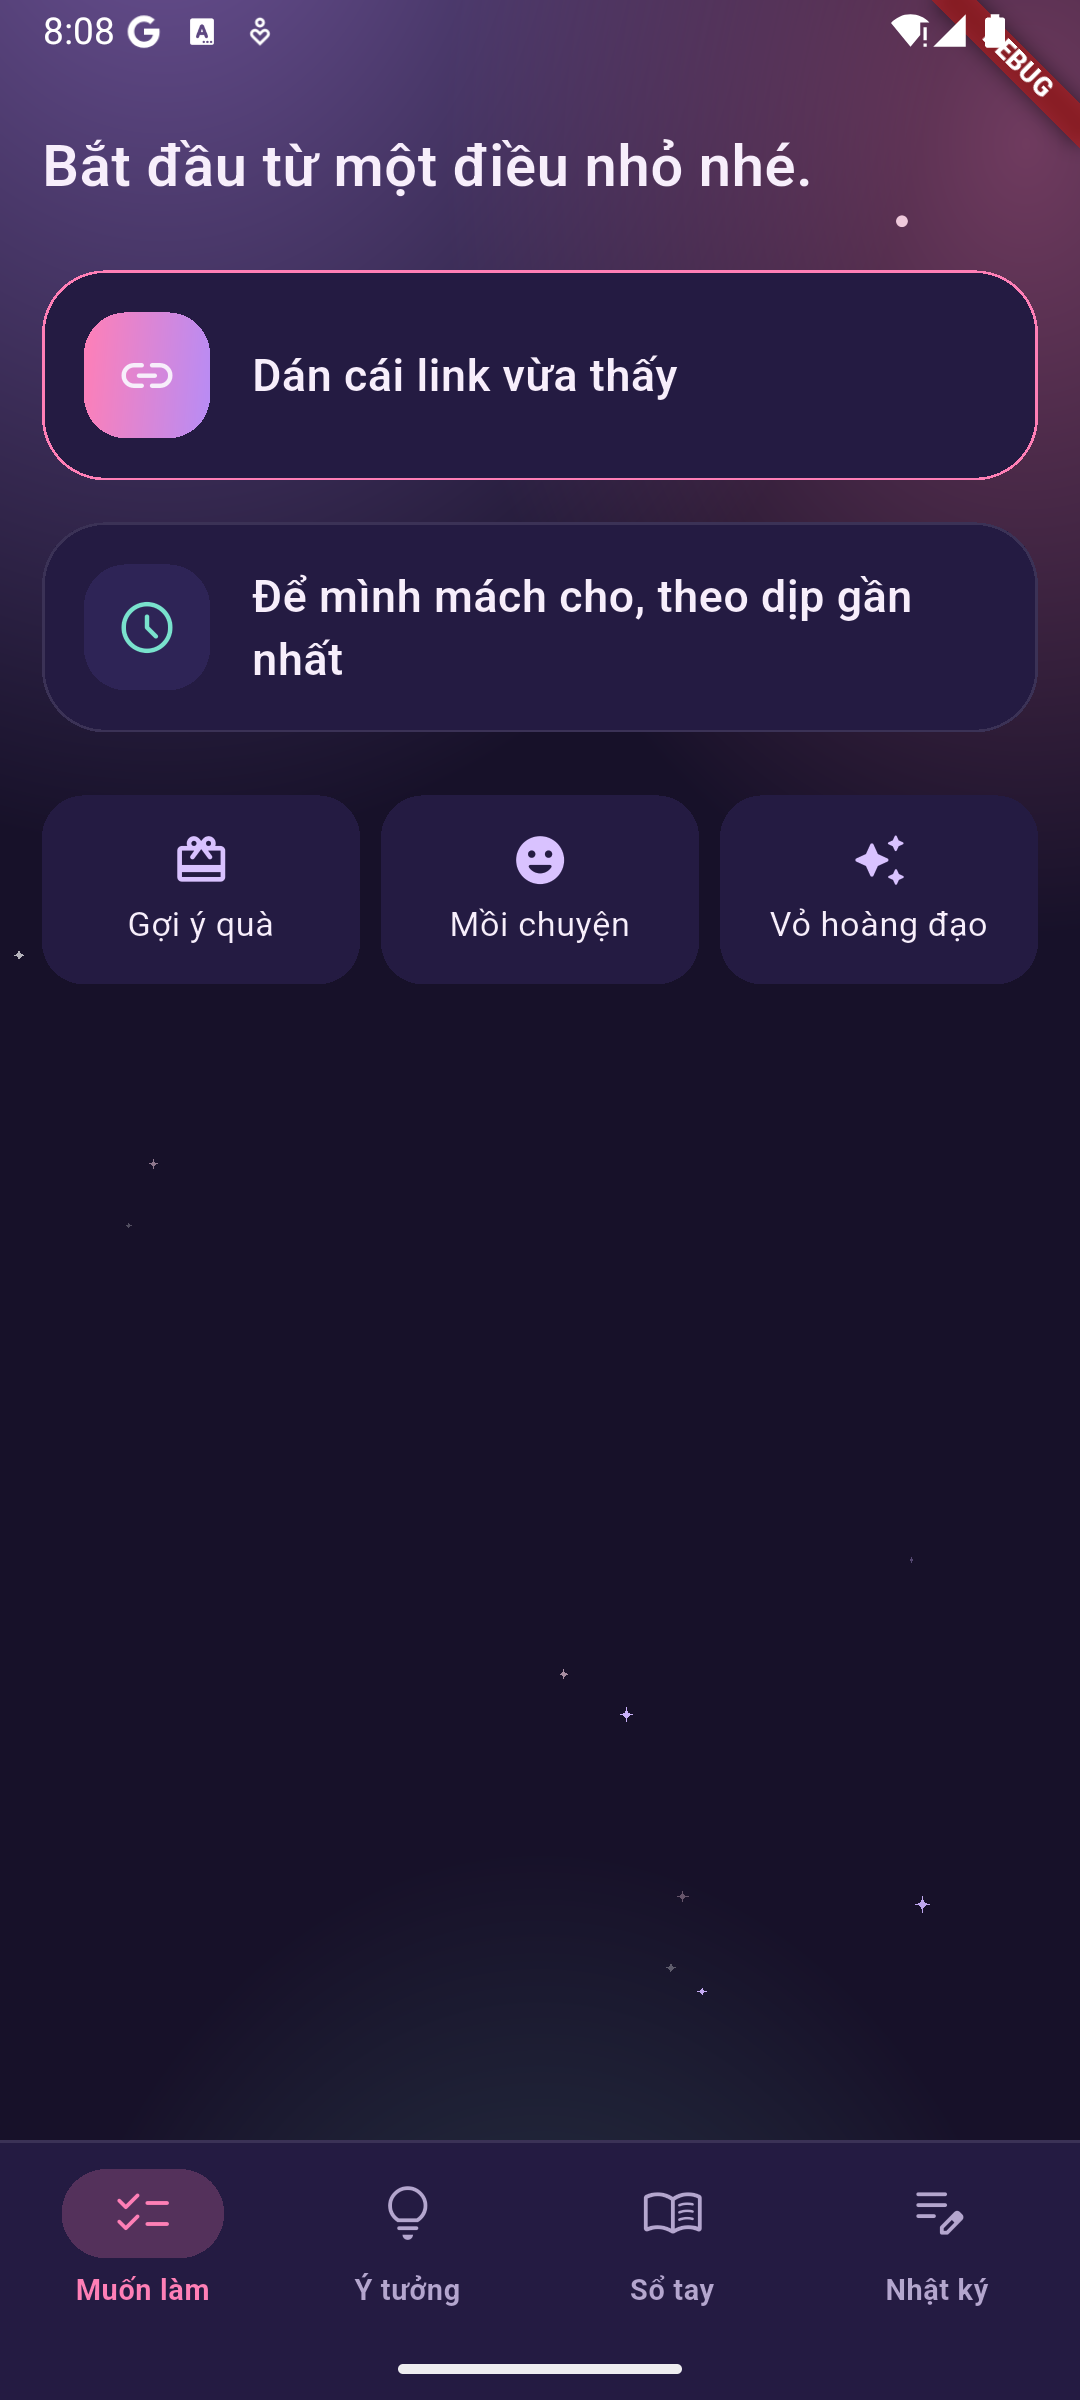 8:08
EBUG
Bắt đầu từ một điều nhỏ nhé.
Dán cái link vừa thấy
Để mình mách cho, theo dịp gần
nhất
Gợi ý quà
Mồi chuyện
Vỏ hoàng đạo
Muốn làm
Ý tưởng
Sổ tay
Nhật ký